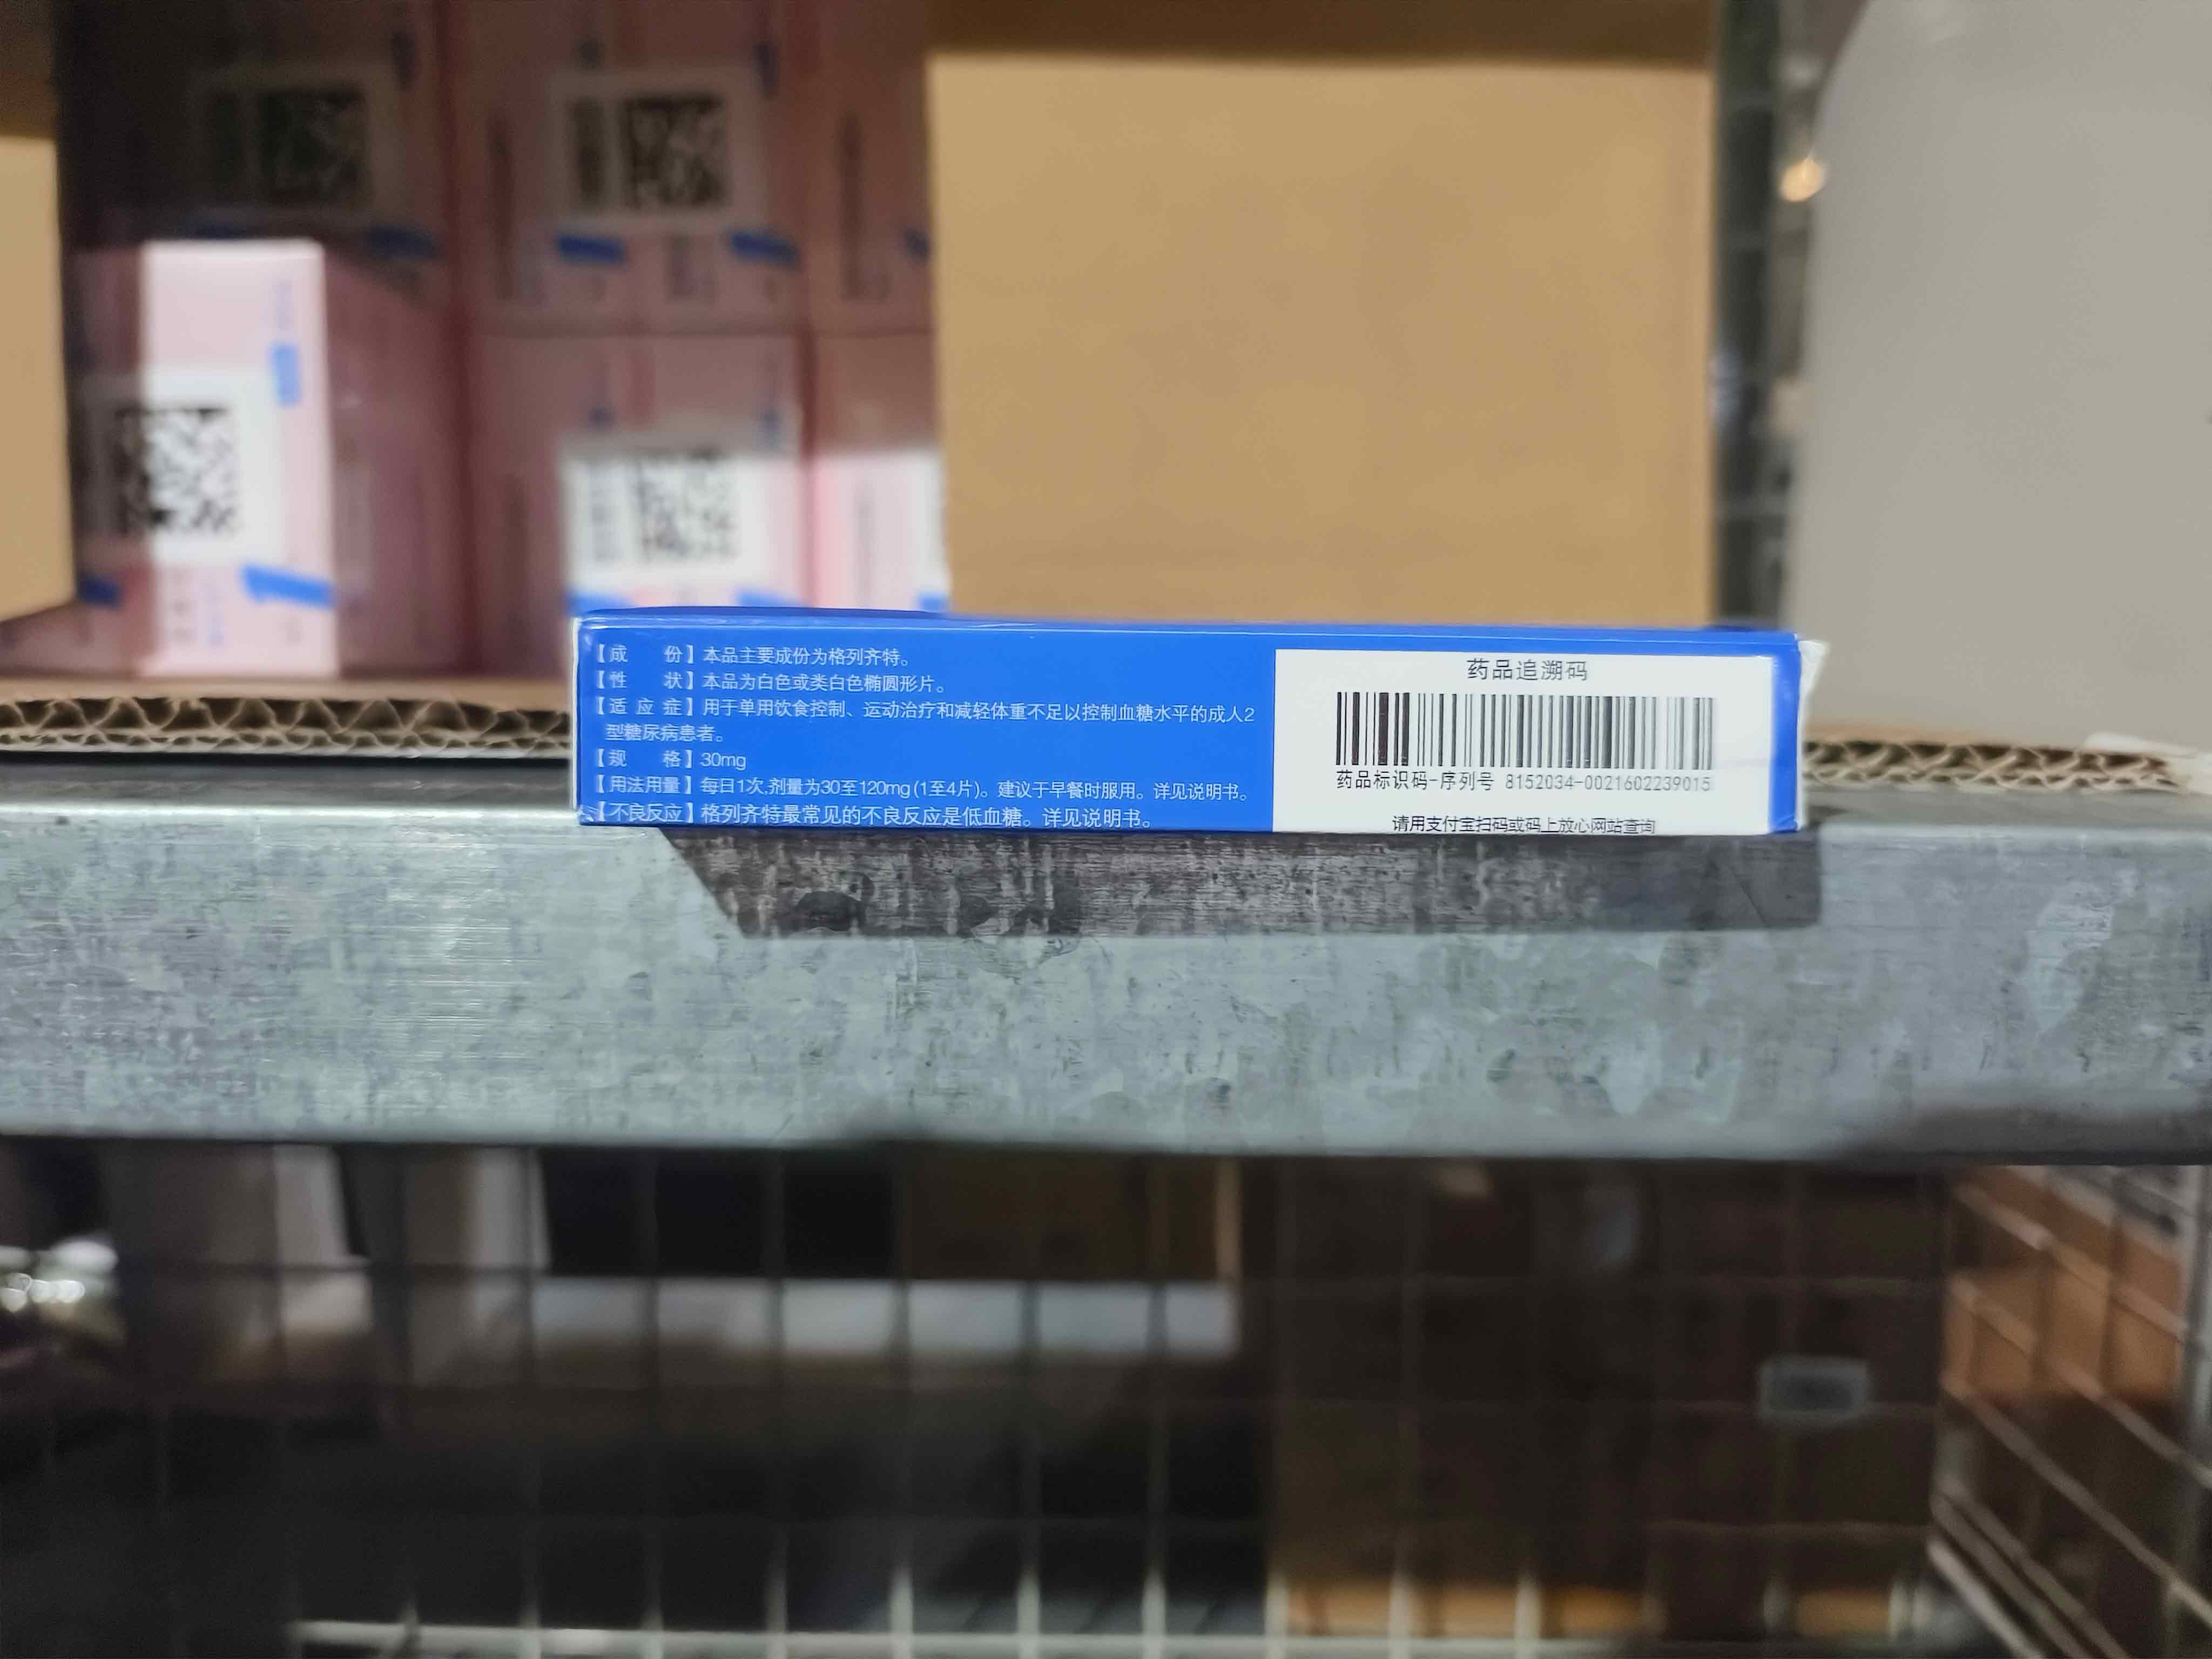 【成 份】本品主要成份为格列齐特。
【性 状】本品为白色或类白色椭圆形片。
【适 应 症】用于单用饮食控制、运动治疗和减轻体重不足以控制血糖水平的成人2
型糖尿病患者。
【规 格】30mg
【用法用量】每日1次,剂量为30至120mg(1至4片)。建议于早餐时服用。详见说明书。
【不良反应】格列齐特最常见的不良反应是低血糖。详见说明书。
药品追溯码
药品标识码-序列号 8152034-0021602239015
请用支付宝扫码或码上放心网站查询